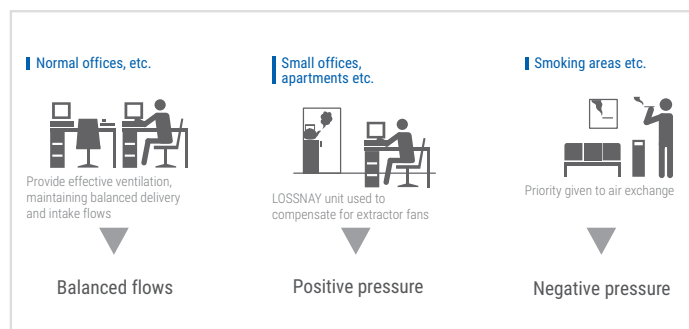 Normal offices, etc.
Provide effective ventilation,
maintaining balanced delivery
and intake flows
Balanced flows
Small offices,
apartments etc.
LOSSNAY unit used to
compensate for extractor fans
Positive pressure
Smoking areas etc.
Priority given to air exchange
Negative pressure